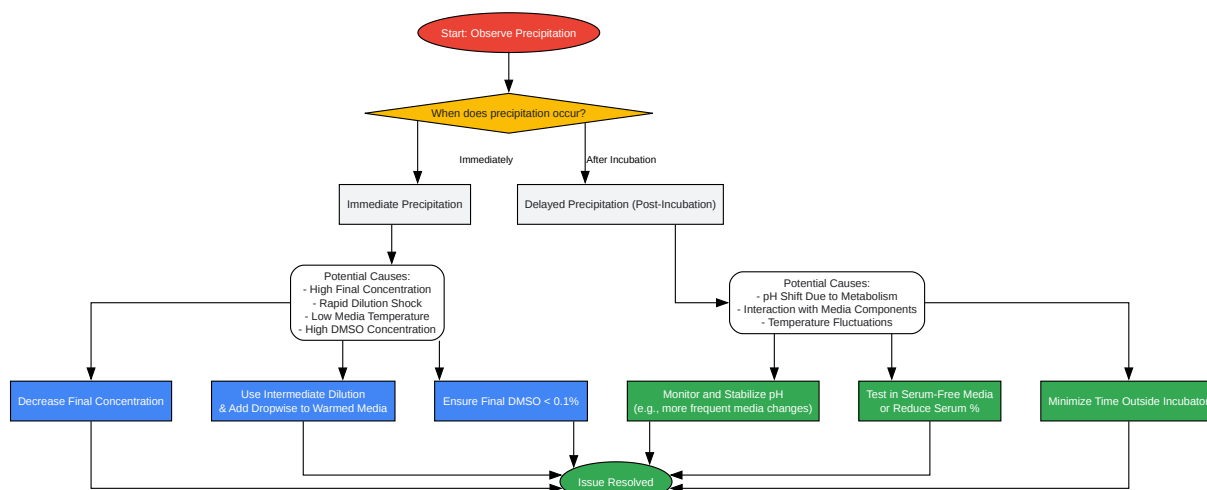 Start: Observe Precipitation
When does precipitation occur?
Immediately
After Incubation
Immediate Precipitation
Delayed Precipitation (Post-Incubation)
Potential Causes:
- High Final Concentration
- Rapid Dilution Shock
- Low Media Temperature
- High DMSO Concentration
Potential Causes:
- pH Shift Due to Metabolism
- Interaction with Media Components
- Temperature Fluctuations
Decrease Final Concentration
Use Intermediate Dilution
& Add Dropwise to Warmed Media
Ensure Final DMSO < 0.1%
Monitor and Stabilize pH
(e.g., more frequent media changes)
Test in Serum-Free Media
or Reduce Serum %
Minimize Time Outside Incubator
Issue Resolved